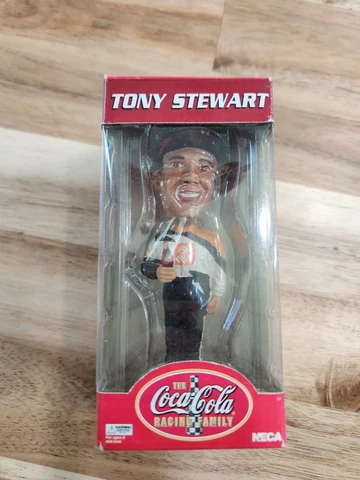 TONY STEWART
THE
Coca-Cola
RACING FAMILY
NECA